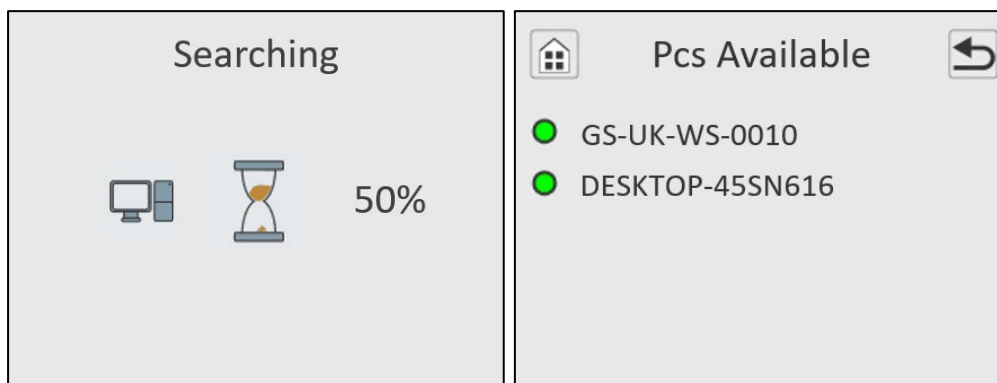 Searching
50%
Pcs Available
GS-UK-WS-0010
DESKTOP-45SN616